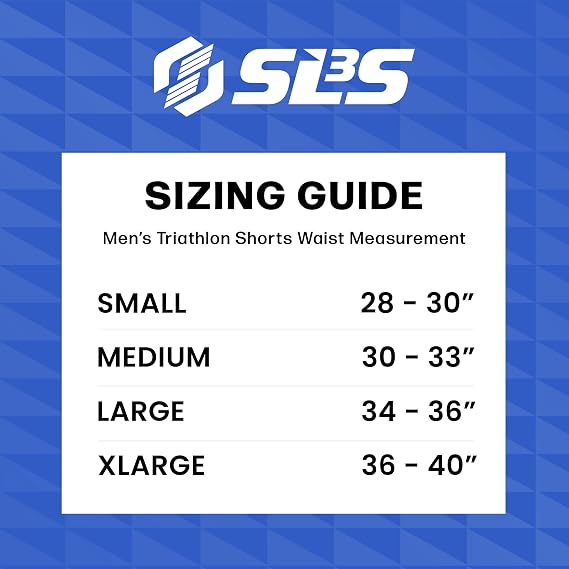 SLS3
SIZING GUIDE
Men's Triathlon Shorts Waist Measurement
SMALL 28 - 30”
MEDIUM 30 - 33”
LARGE 34 - 36”
XLARGE 36 - 40”